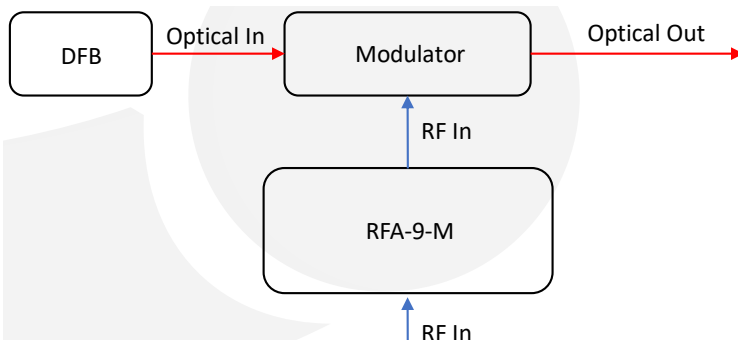 DFB
Optical In
Modulator
Optical Out
RF In
RFA-9-M
RF In